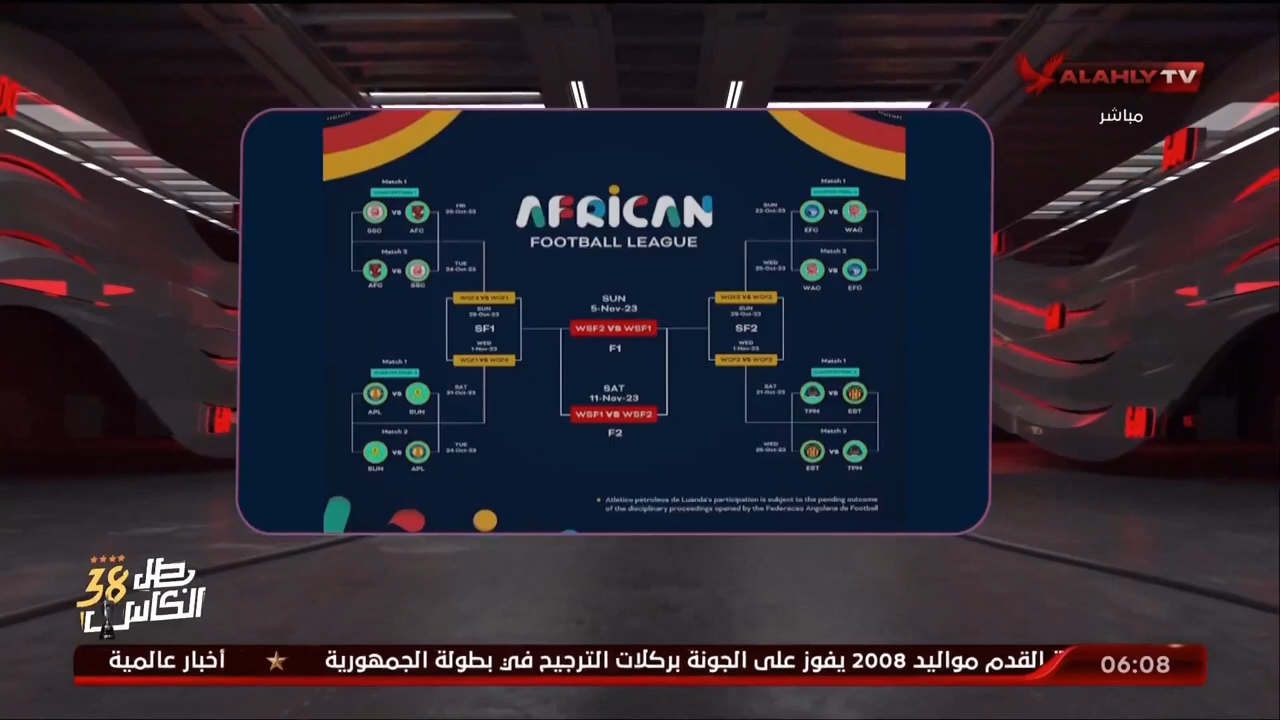 ALAHLY TV
مباشر
AFRICAN
FOOTBALL LEAGUE
Match 1
SSC VS AFC
FRI
20-Oct-23
Match 2
AFC VS SSC
TUE
24-Oct-23
SUN
29-Oct-23
SF1
WED
1-Nov-23
Match 1
APL VS SUN
SAT
21-Oct-23
Match 2
SUN VS APL
TUE
24-Oct-23
SUN
5-Nov-23
WSF2 VS WSF1
F1
SAT
11-Nov-23
WSF1 VS WSF2
F2
Match 1
EFC VS WAC
SUN
22-Oct-23
Match 2
WAC VS EFC
WED
25-Oct-23
SUN
29-Oct-23
SF2
WED
1-Nov-23
Match 1
TPM VS EST
SAT
21-Oct-23
Match 2
EST VS TPM
WED
25-Oct-23
Atletico petroleos de Luanda's participation is subject to the pending outcome
of the disciplinary proceedings opened by the Federacao Angolana de Football
بطل
الكاس 38
القدم مواليد 2008 يفوز على الجونة بركلات الترجيح في بطولة الجمهورية ★ أخبار عالمية
06:08